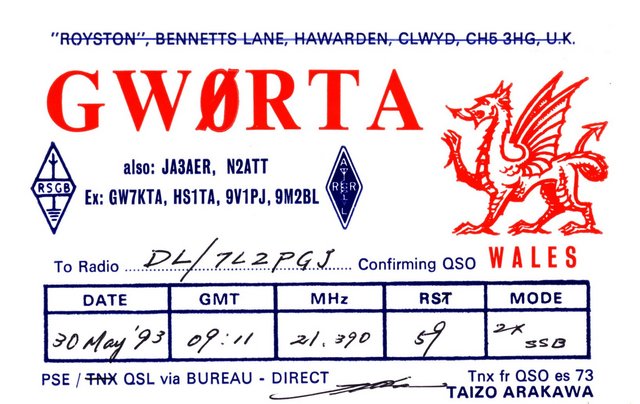 "ROYSTON", BENNETTS LANE, HAWARDEN, CLWYD, CH5 3HG, U.K.
GWØRTA
also: JA3AER, N2ATT
RSGB
Ex: GW7KTA, HS1TA, 9V1PJ, 9M2BL
A
R R
L
WALES
To Radio DL/7L2PGJ Confirming QSO
DATE GMT MHz RST MODE
30 May '93 09:11 21.390 59 2X SSB
PSE / TNX QSL via BUREAU - DIRECT Tnx fr QSO es 73
TAIZO ARAKAWA